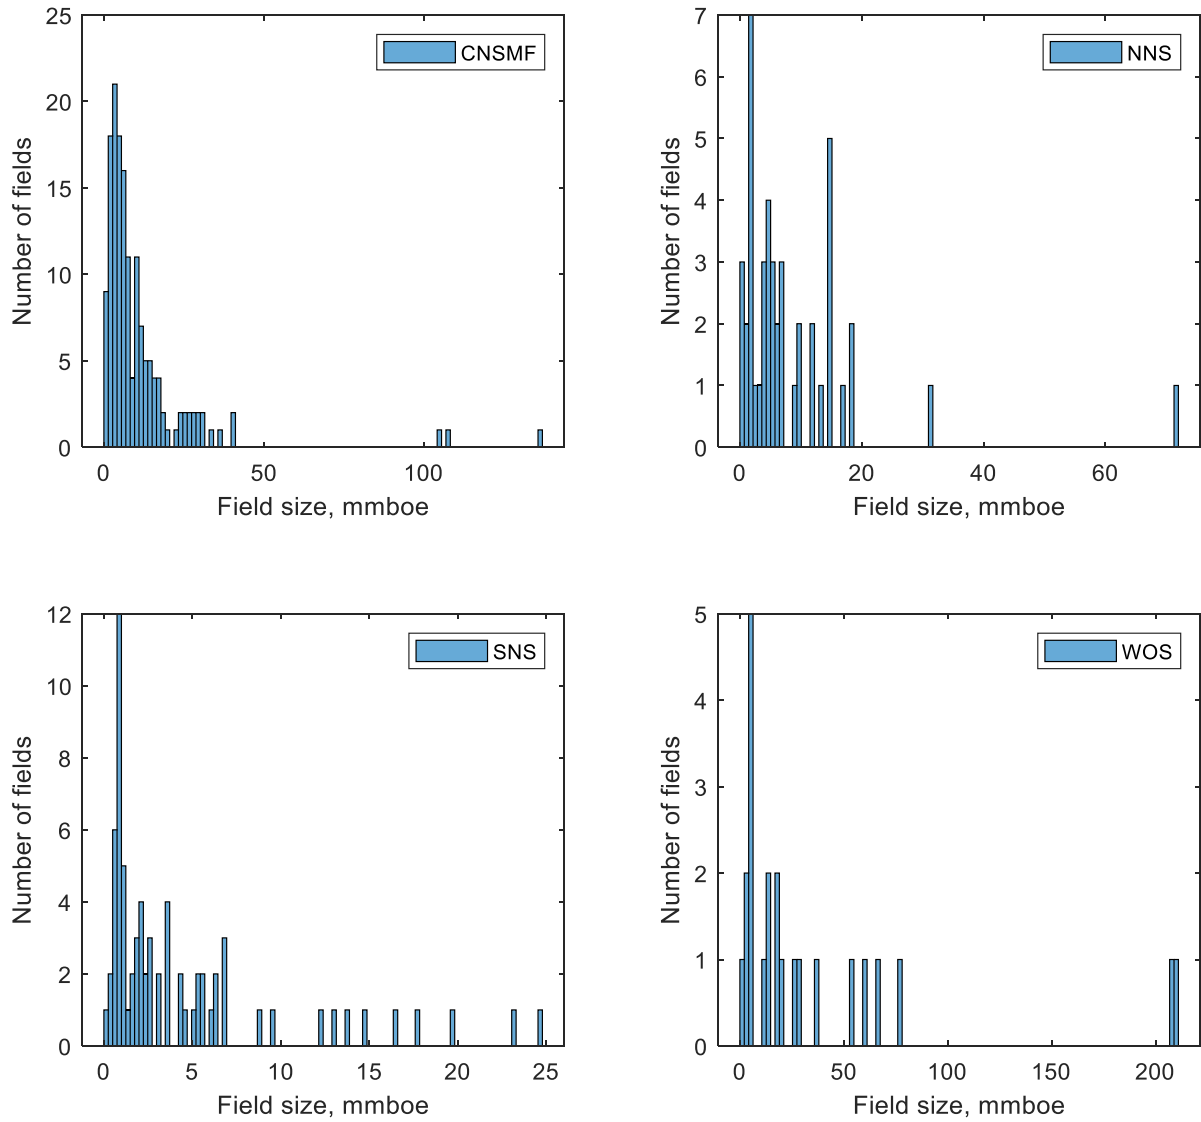 25
20
15
10
5
0
Number of fields
CNSMF
0 50 100
Field size, mmboe
7
6
5
4
3
2
1
0
Number of fields
NNS
0 20 40 60
Field size, mmboe
12
10
8
6
4
2
0
Number of fields
SNS
0 5 10 15 20 25
Field size, mmboe
5
4
3
2
1
0
Number of fields
WOS
0 50 100 150 200
Field size, mmboe